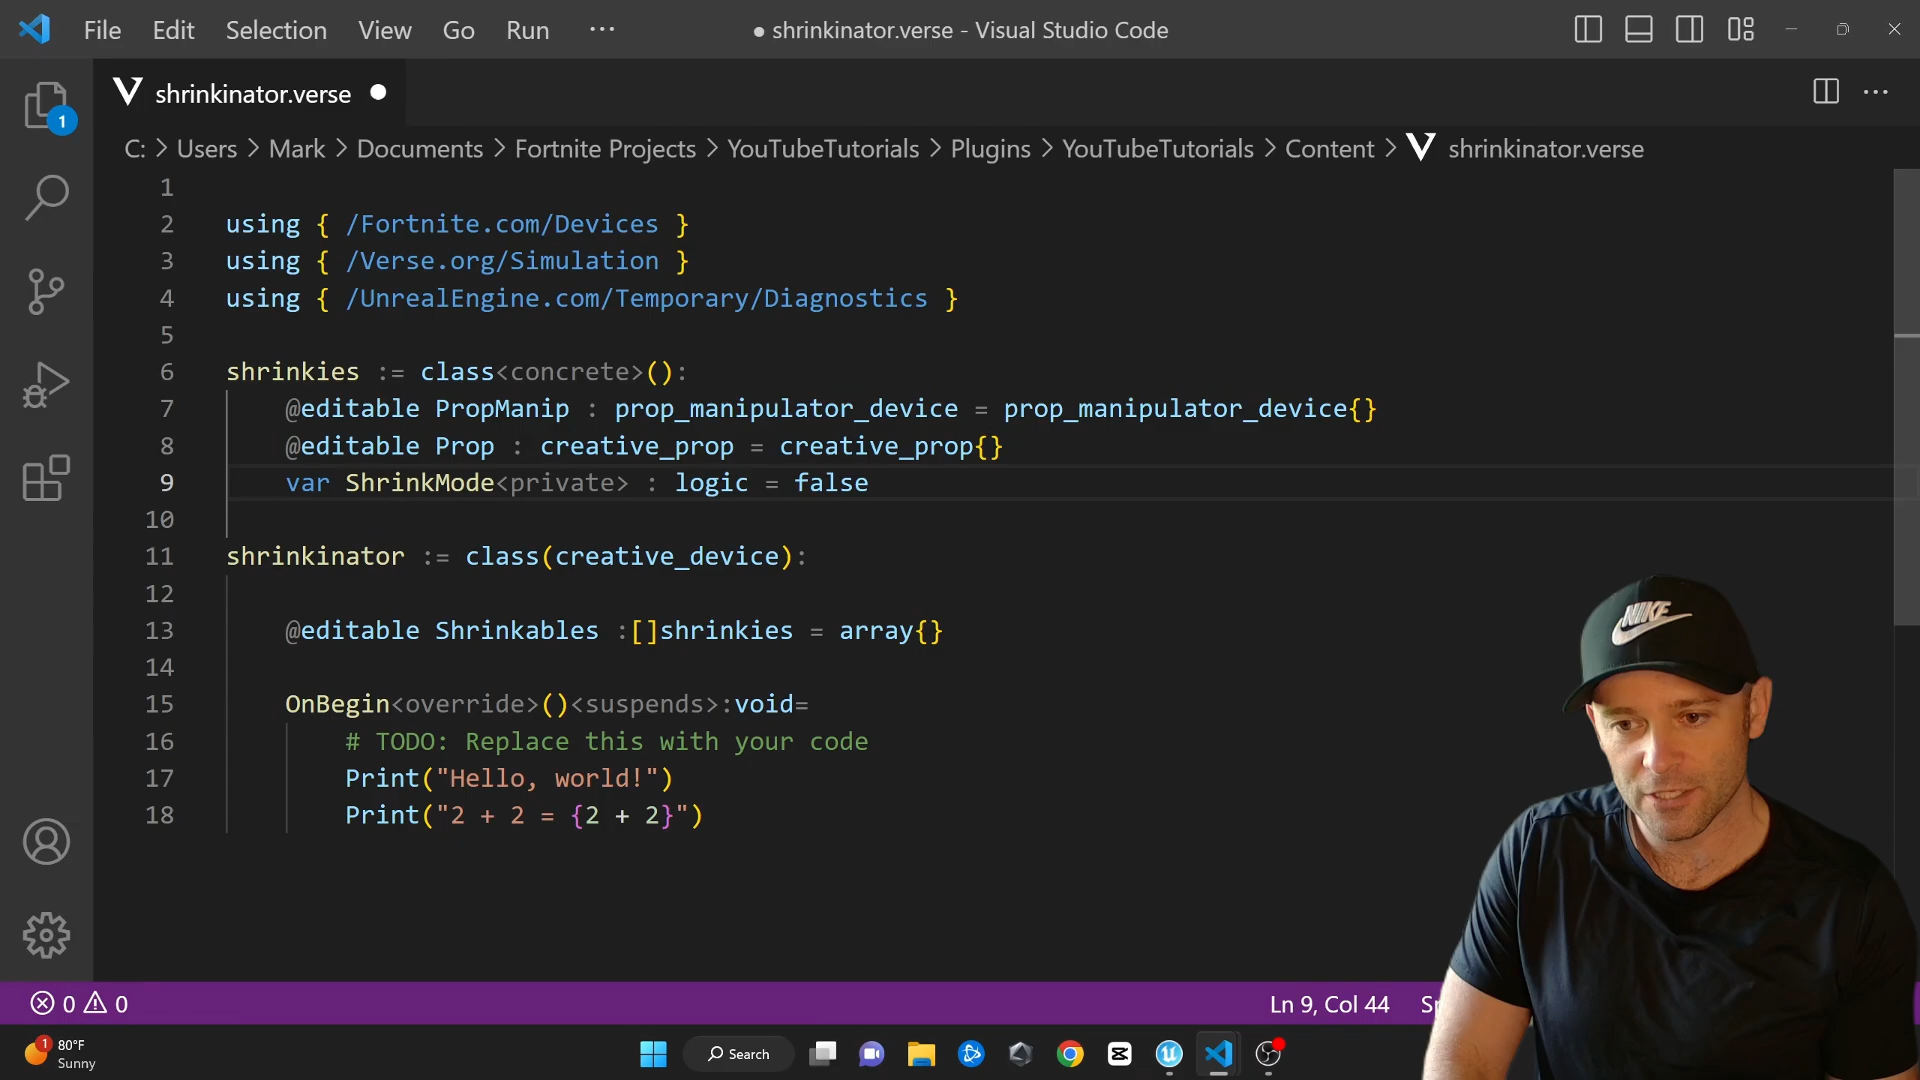 File Edit Selection View Go Run ··· ● shrinkinator.verse - Visual Studio Code
shrinkinator.verse ●
1
C: > Users > Mark > Documents > Fortnite Projects > YouTubeTutorials > Plugins > YouTubeTutorials > Content > shrinkinator.verse
1
2 using { /Fortnite.com/Devices }
3 using { /Verse.org/Simulation }
4 using { /UnrealEngine.com/Temporary/Diagnostics }
5
6 shrinkies := class<concrete>():
7 @editable PropManip : prop_manipulator_device = prop_manipulator_device{}
8 @editable Prop : creative_prop = creative_prop{}
9 var ShrinkMode<private> : logic = false
10
11 shrinkinator := class(creative_device):
12
13 @editable Shrinkables :[]shrinkies = array{}
14
15 OnBegin<override>()<suspends>:void=
16 # TODO: Replace this with your code
17 Print("Hello, world!")
18 Print("2 + 2 = {2 + 2}")
NIKE
0 0 Ln 9, Col 44
1 80°F
Sunny
Search